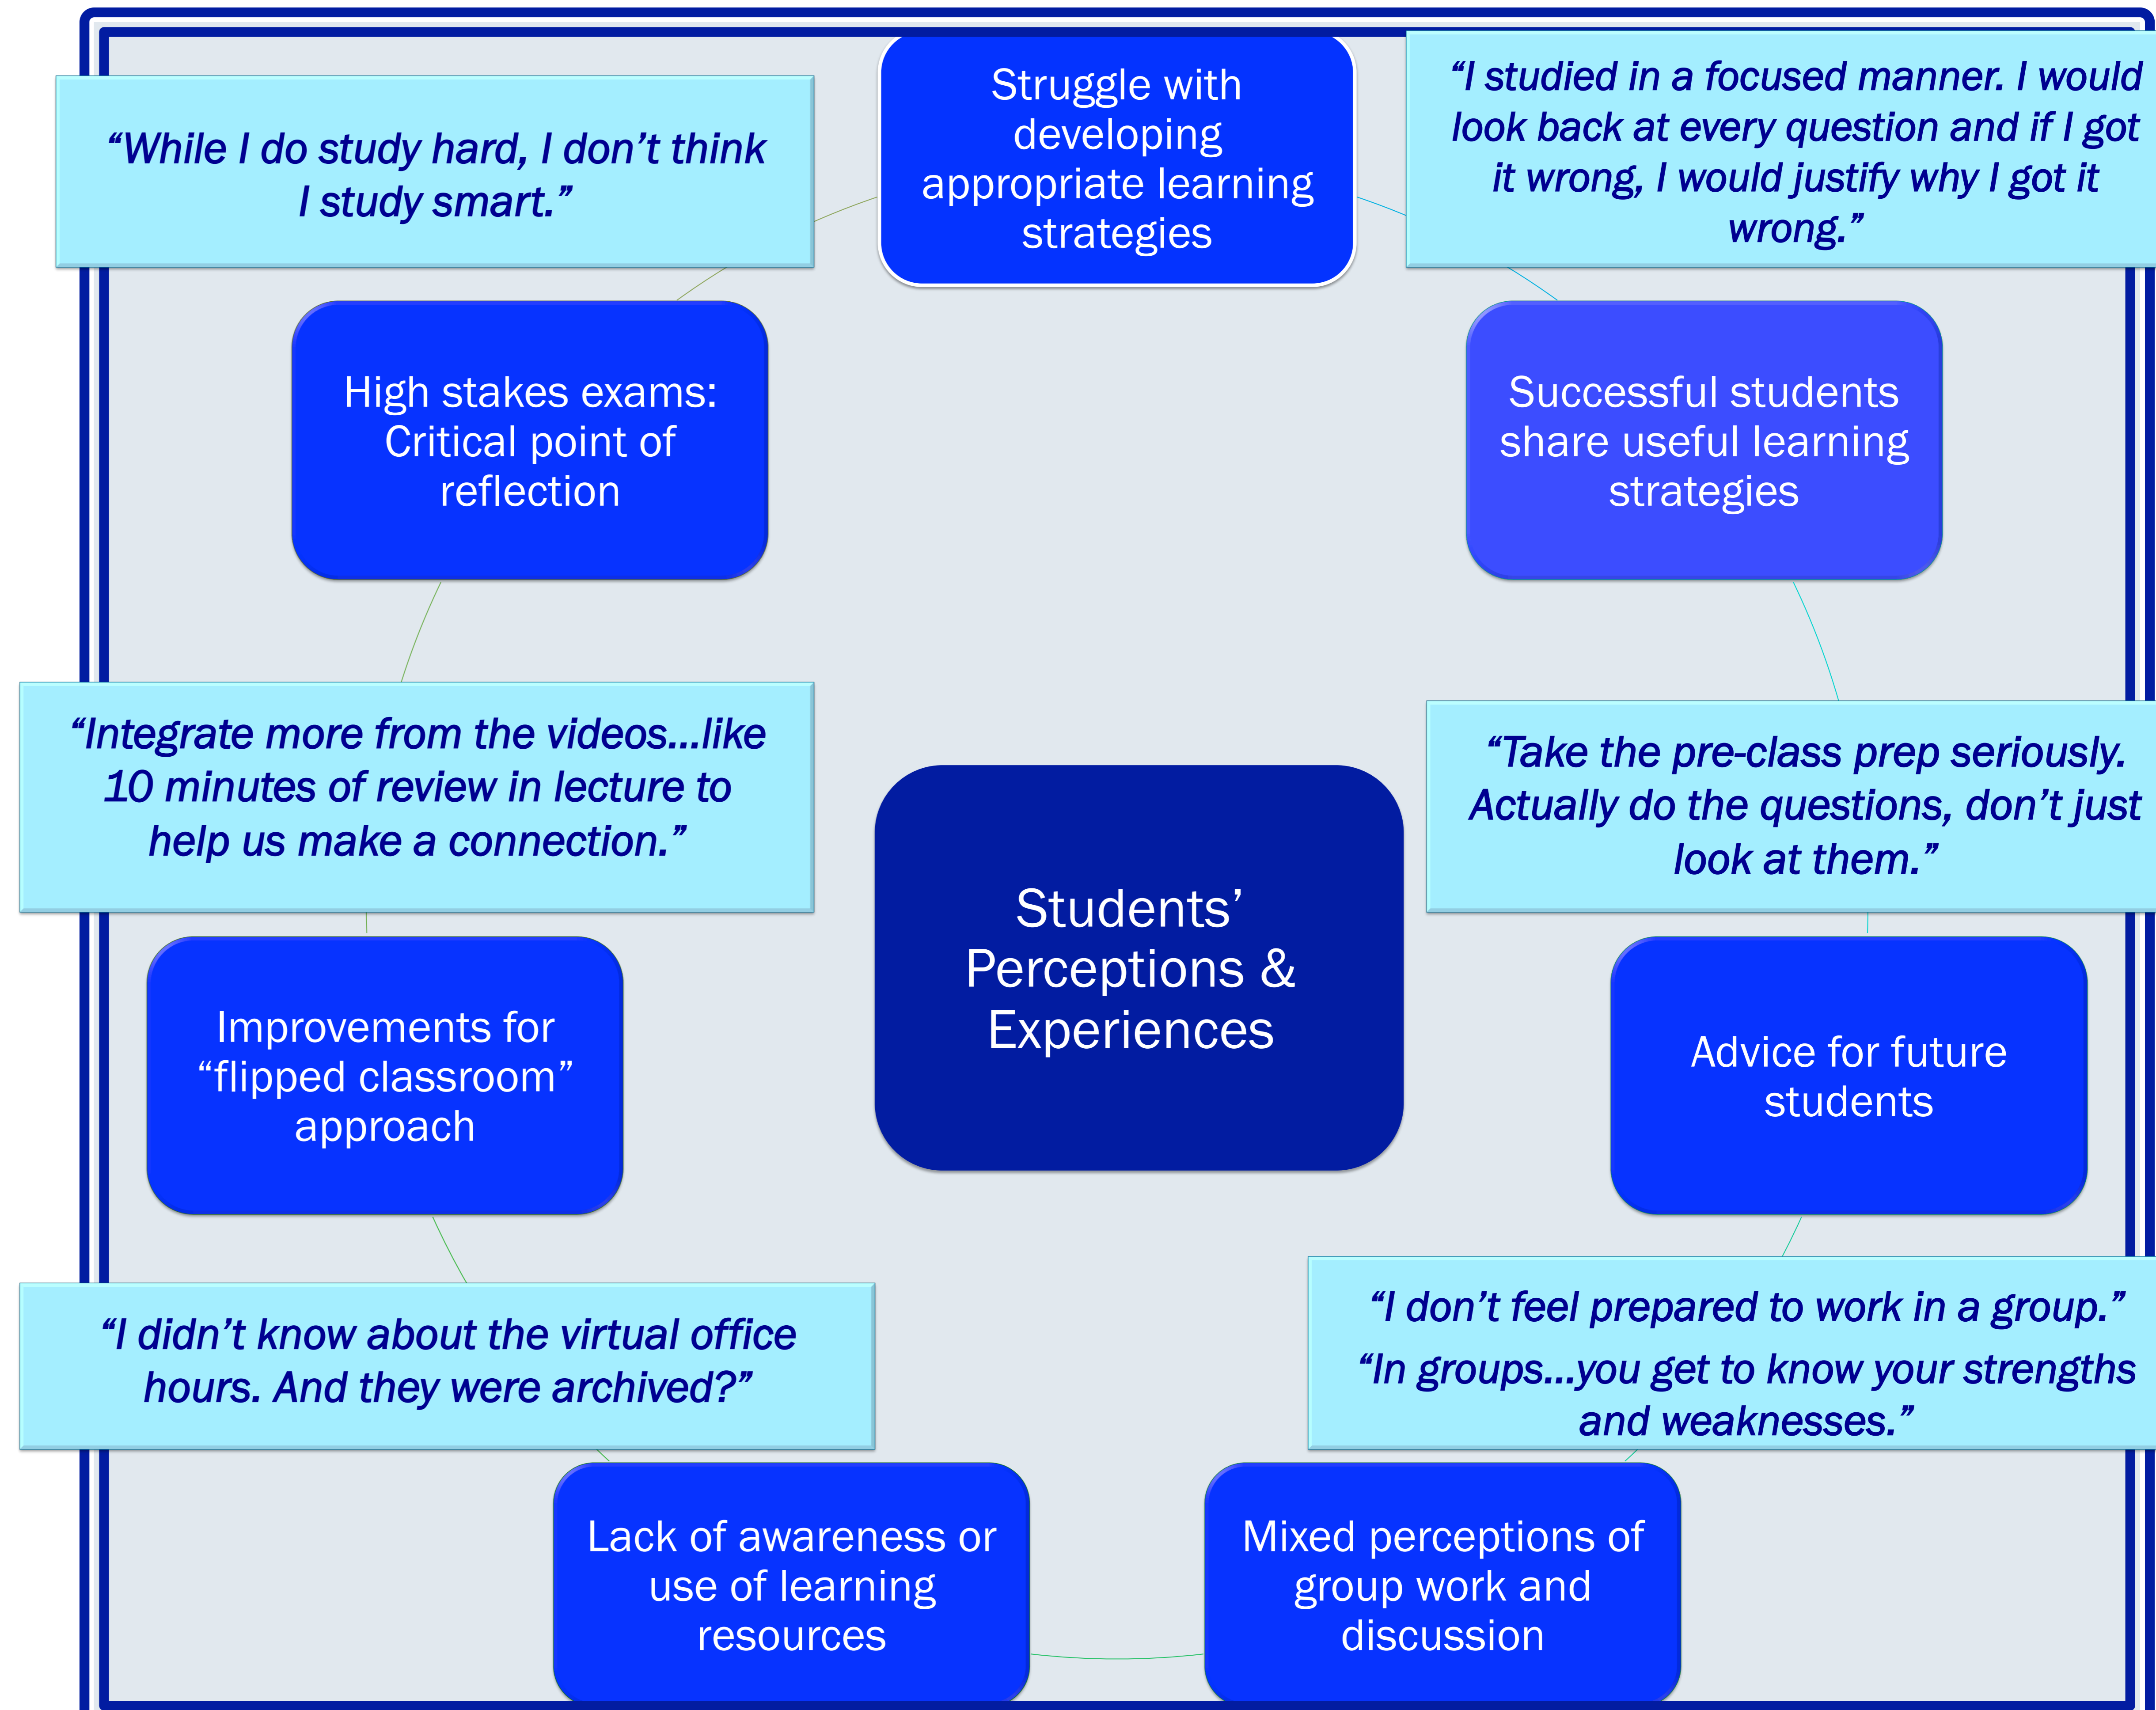 “While I do study hard, I don’t think
I study smart.”
Struggle with
developing
appropriate learning
strategies
“I studied in a focused manner. I would
look back at every question and if I got
it wrong, I would justify why I got it
wrong.”
High stakes exams:
Critical point of
reflection
Successful students
share useful learning
strategies
“Integrate more from the videos...like
10 minutes of review in lecture to
help us make a connection.”
“Take the pre-class prep seriously.
Actually do the questions, don’t just
look at them.”
Students’
Perceptions &
Experiences
Improvements for
“flipped classroom”
approach
Advice for future
students
“I didn’t know about the virtual office
hours. And they were archived?”
“I don’t feel prepared to work in a group.”
“In groups...you get to know your strengths
and weaknesses.”
Lack of awareness or
use of learning
resources
Mixed perceptions of
group work and
discussion